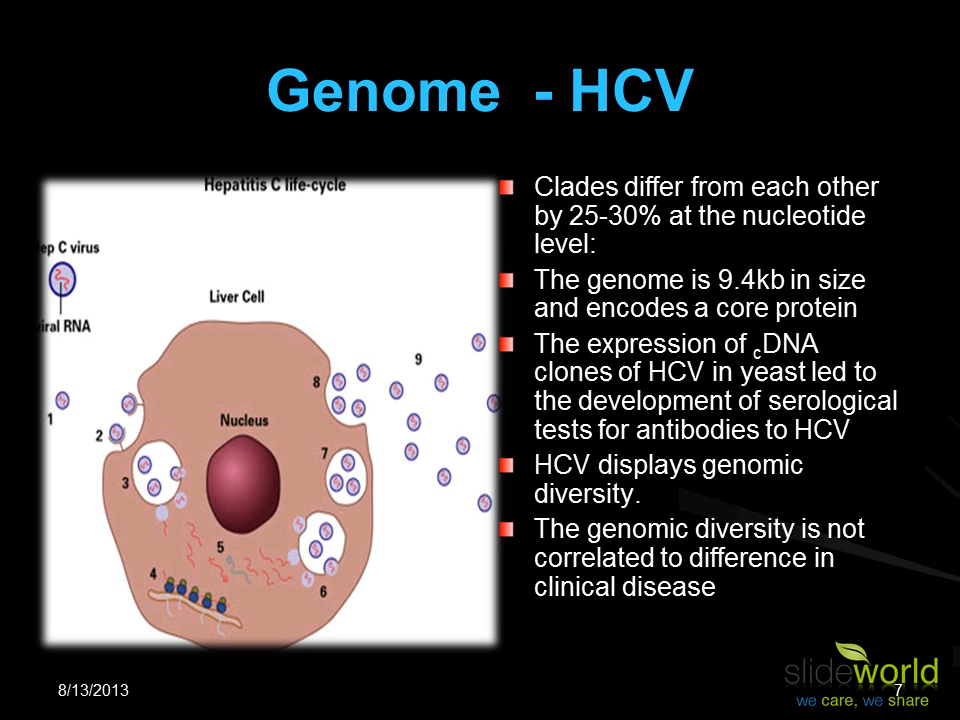 Genome - HCV
Hepatitis C life-cycle
ep C virus
iral RNA
Liver Cell
Nucleus
1
2
3
4
5
6
7
8
9
Clades differ from each other
by 25-30% at the nucleotide
level:
The genome is 9.4kb in size
and encodes a core protein
The expression of cDNA
clones of HCV in yeast led to
the development of serological
tests for antibodies to HCV
HCV displays genomic
diversity.
The genomic diversity is not
correlated to difference in
clinical disease
8/13/2013
7
slideworld
we care, we share